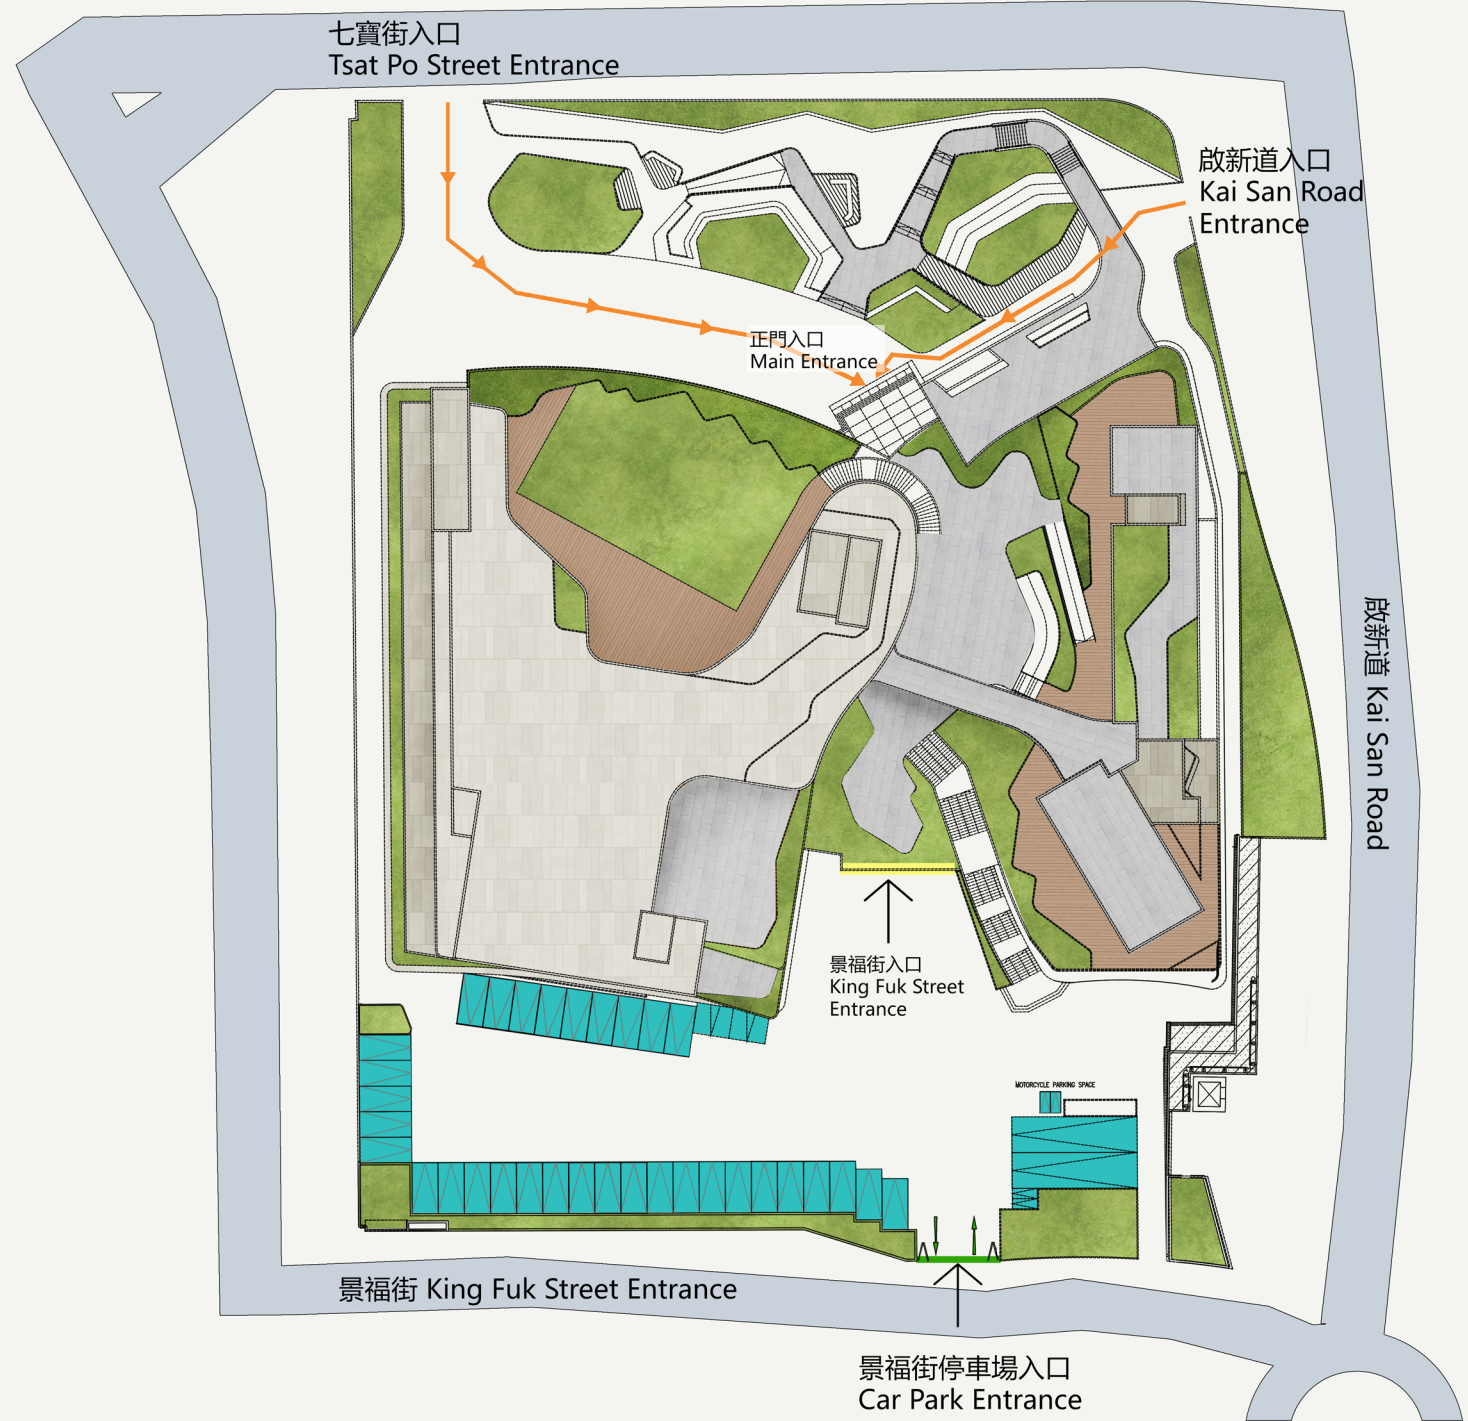 七寶街入口
Tsat Po Street Entrance
啟新道入口
Kai San Road
Entrance
正門入口
Main Entrance
啟新道 Kai San Road
景福街入口
King Fuk Street
Entrance
MOTORCYCLE PARKING SPACE
景福街 King Fuk Street Entrance
景福街停車場入口
Car Park Entrance